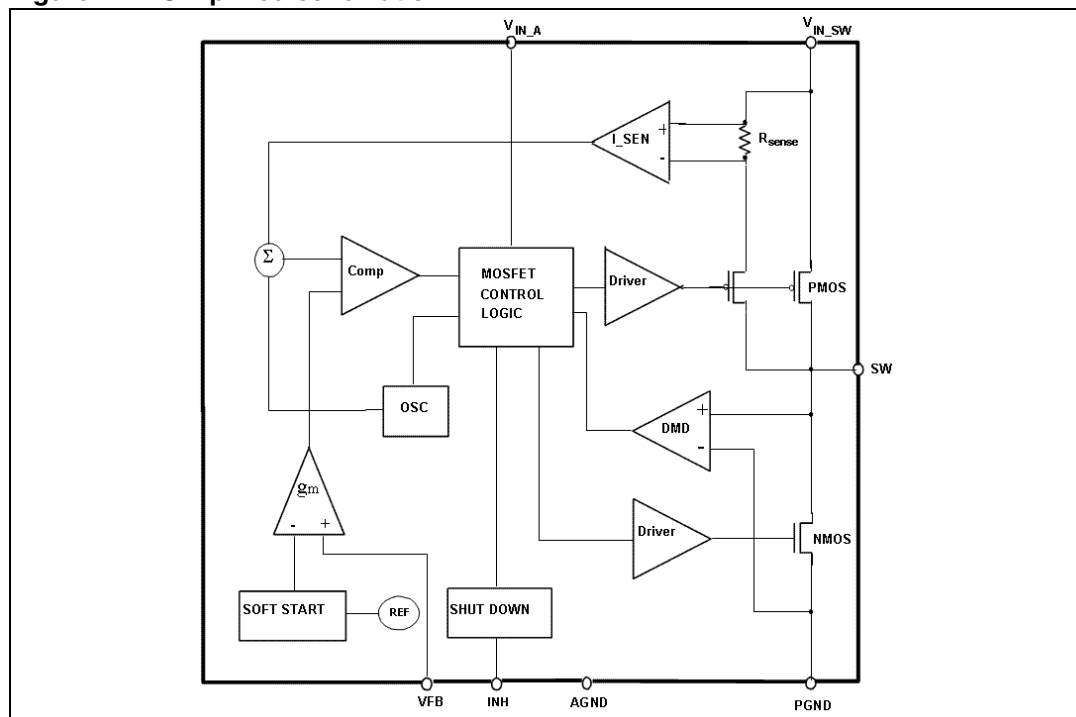 V_IN_A
V_IN_SW
I_SEN
+
-
R_sense
Σ
Comp
MOSFET
CONTROL
LOGIC
Driver
PMOS
SW
OSC
DMD
+
-
gm
-
+
Driver
NMOS
SOFT START
REF
SHUT DOWN
VFB
INH
AGND
PGND